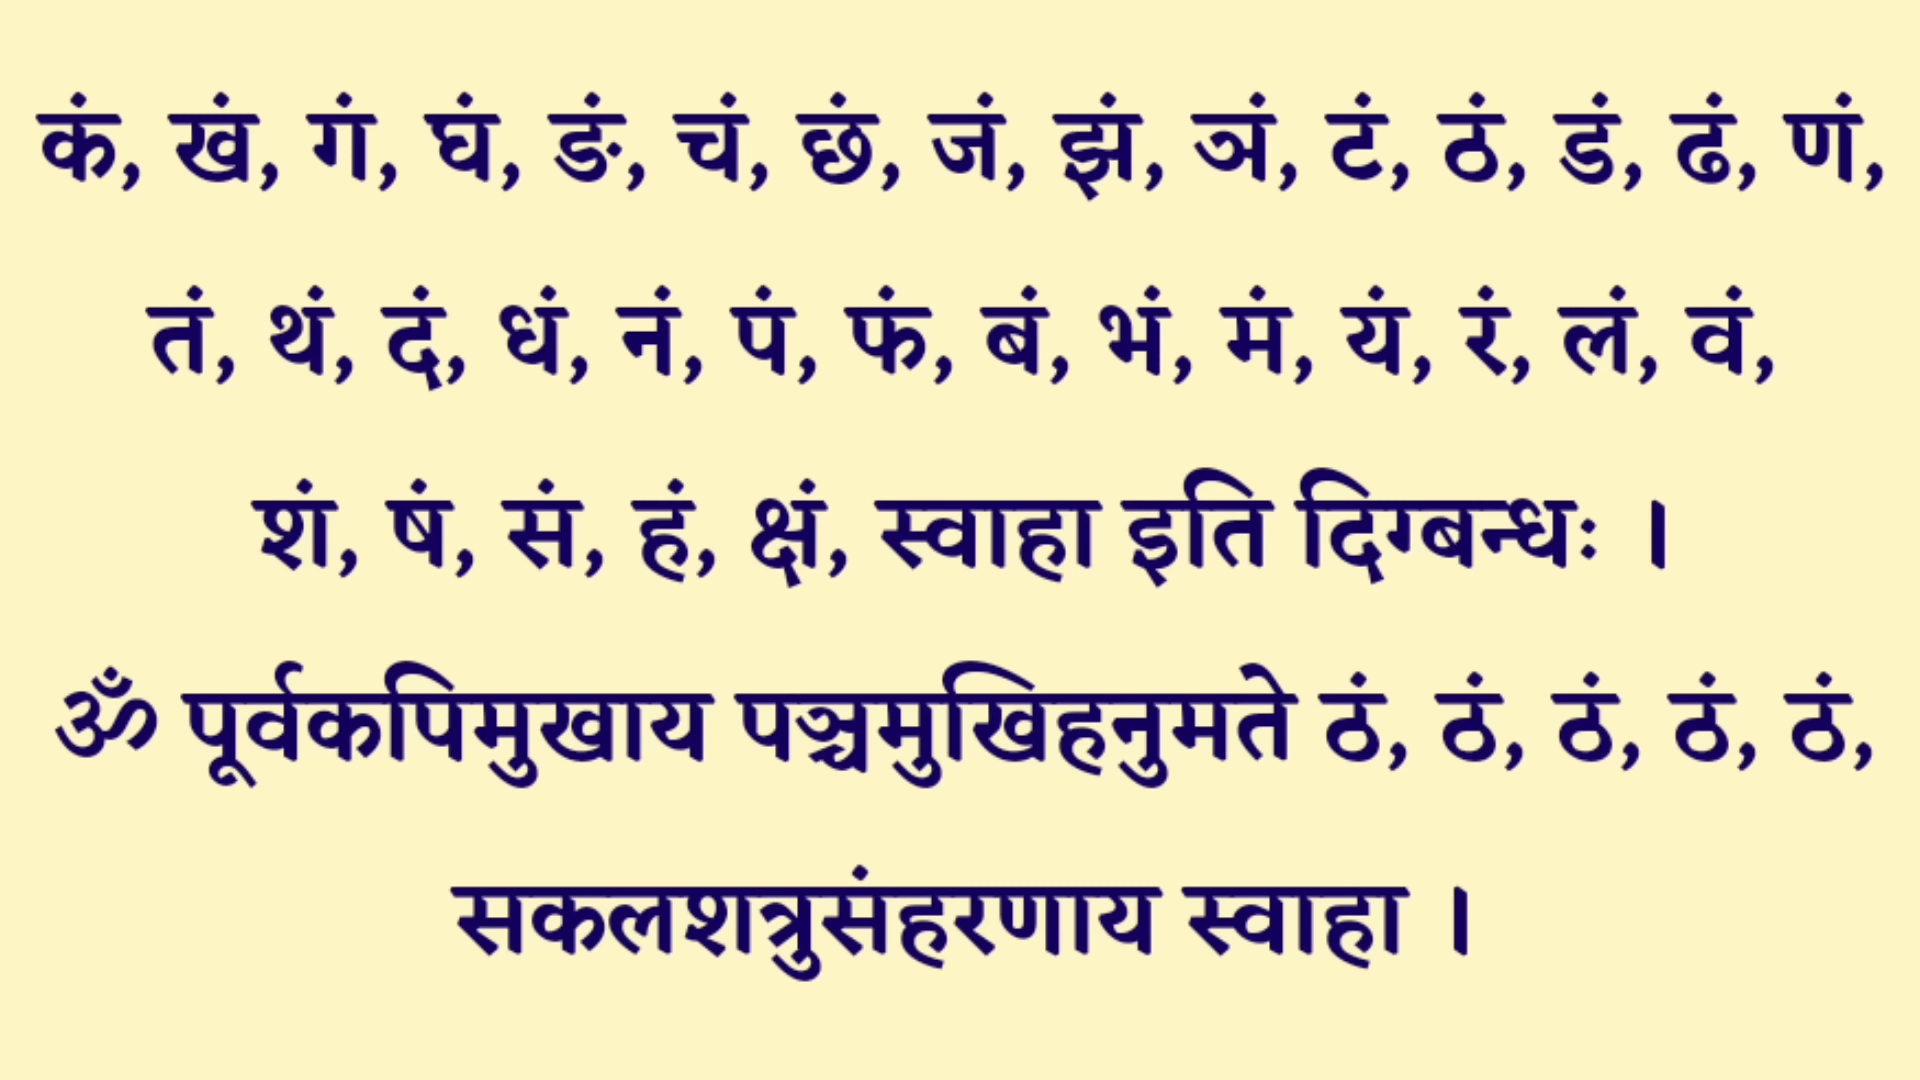 कं, खं, गं, घं, ङं, चं, छं, जं, झं, ञं, टं, ठं, डं, ढं, णं,
तं, थं, दं, धं, नं, पं, फं, बं, भं, मं, यं, रं, लं, वं,
शं, षं, सं, हं, क्षं, स्वाहा इति दिग्बन्धः ।
ॐ पूर्वकपिमुखाय पञ्चमुखिहनुमते ठं, ठं, ठं, ठं, ठं,
सकलशत्रुसंहरणाय स्वाहा ।